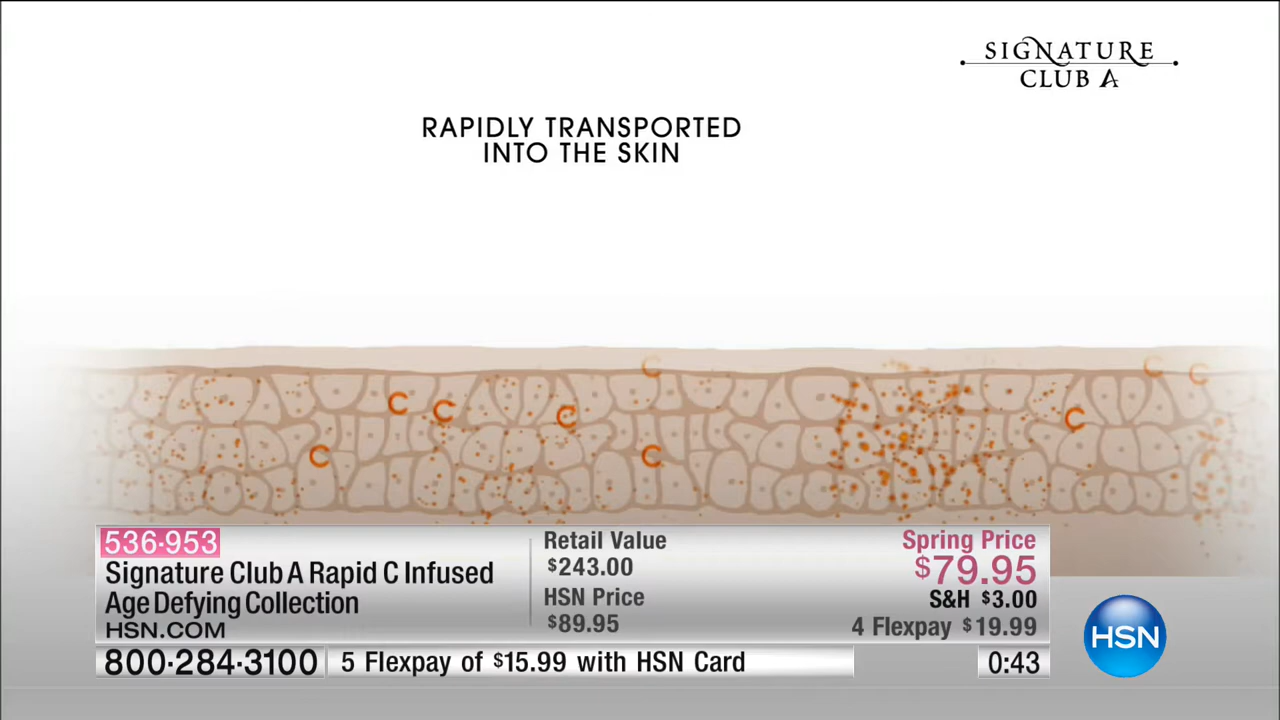 SIGNATURE
CLUB A
RAPIDLY TRANSPORTED
INTO THE SKIN
C
C
C
C
C
C
C
C
C
536·953
Signature Club A Rapid C Infused
Age Defying Collection
HSN.COM
Retail Value
$243.00
HSN Price
$89.95
Spring Price
$79.95
S&H $3.00
4 Flexpay $19.99
HSN
800·284·3100
5 Flexpay of $15.99 with HSN Card
0:43